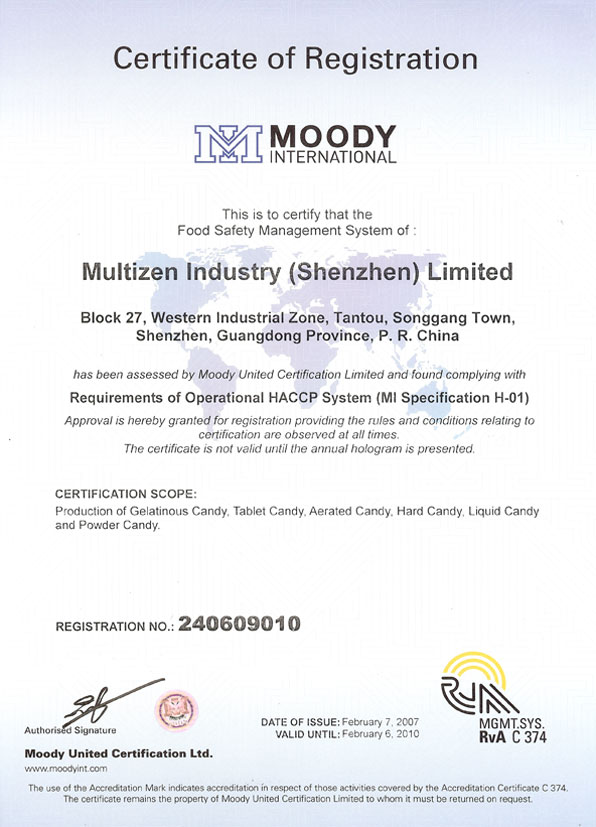 Certificate of Registration
MOODY
INTERNATIONAL
This is to certify that the
Food Safety Management System of :
Multizen Industry (Shenzhen) Limited
Block 27, Western Industrial Zone, Tantou, Songgang Town,
Shenzhen, Guangdong Province, P. R. China
has been assessed by Moody United Certification Limited and found complying with
Requirements of Operational HACCP System (MI Specification H-01)
Approval is hereby granted for registration providing the rules and conditions relating to
certification are observed at all times.
The certificate is not valid until the annual hologram is presented.
CERTIFICATION SCOPE:
Production of Gelatinous Candy, Tablet Candy, Aerated Candy, Hard Candy, Liquid Candy
and Powder Candy.
REGISTRATION NO.: 240609010
Authorised Signature
Moody United Certification Ltd.
www.moodyint.com
DATE OF ISSUE: February 7, 2007
VALID UNTIL: February 6, 2010
MGMT.SYS.
RvA C 374
The use of the Accreditation Mark indicates accreditation in respect of those activities covered by the Accreditation Certificate C 374.
The certificate remains the property of Moody United Certification Limited to whom it must be returned on request.